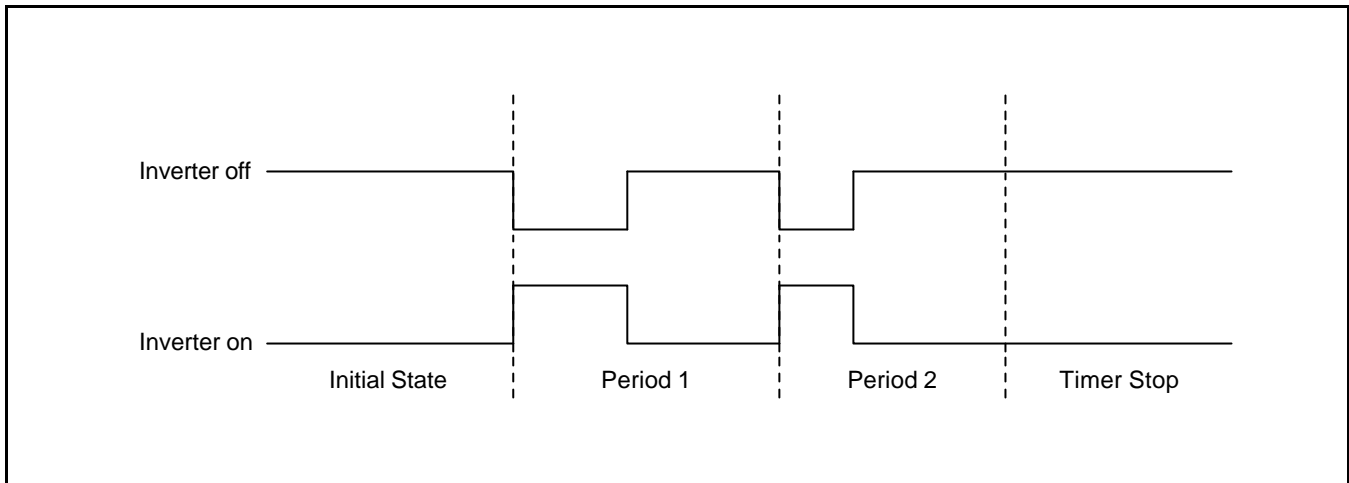 Inverter off
Inverter on
Initial State
Period 1
Period 2
Timer Stop